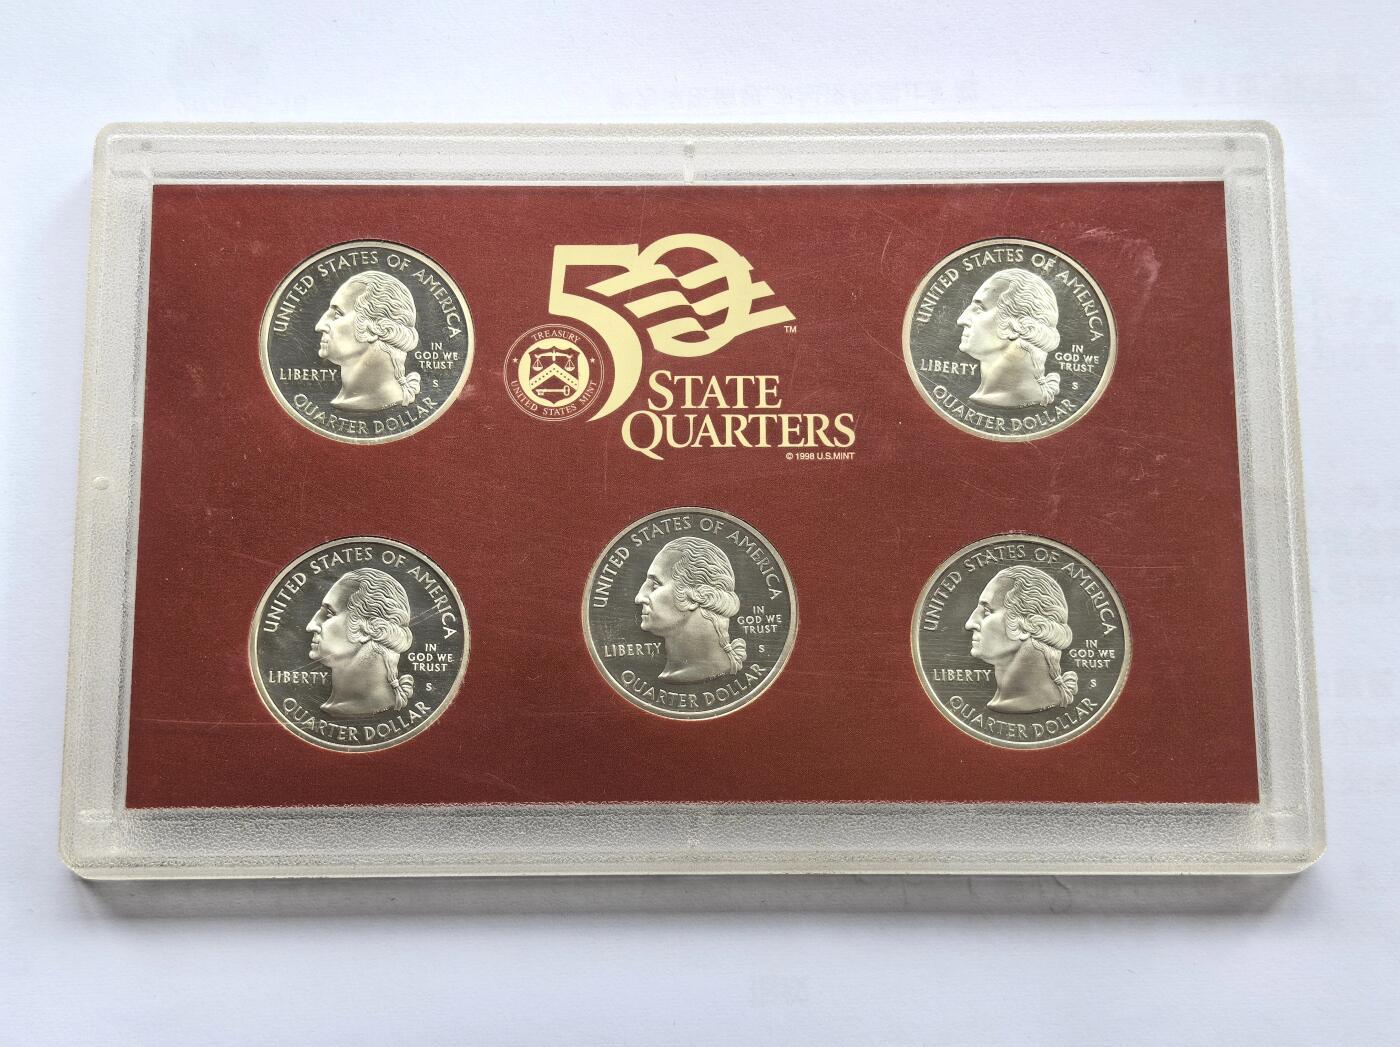 UNITED STATES OF AMERICA
LIBERTY
IN
GOD WE
TRUST
S
QUARTER DOLLAR
50
TM
TREASURY
UNITED STATES MINT
STATE
QUARTERS
© 1998 U.S.MINT
UNITED STATES OF AMERICA
LIBERTY
IN
GOD WE
TRUST
S
QUARTER DOLLAR
UNITED STATES OF AMERICA
LIBERTY
IN
GOD WE
TRUST
S
QUARTER DOLLAR
UNITED STATES OF AMERICA
LIBERTY
IN
GOD WE
TRUST
S
QUARTER DOLLAR
UNITED STATES OF AMERICA
LIBERTY
IN
GOD WE
TRUST
S
QUARTER DOLLAR